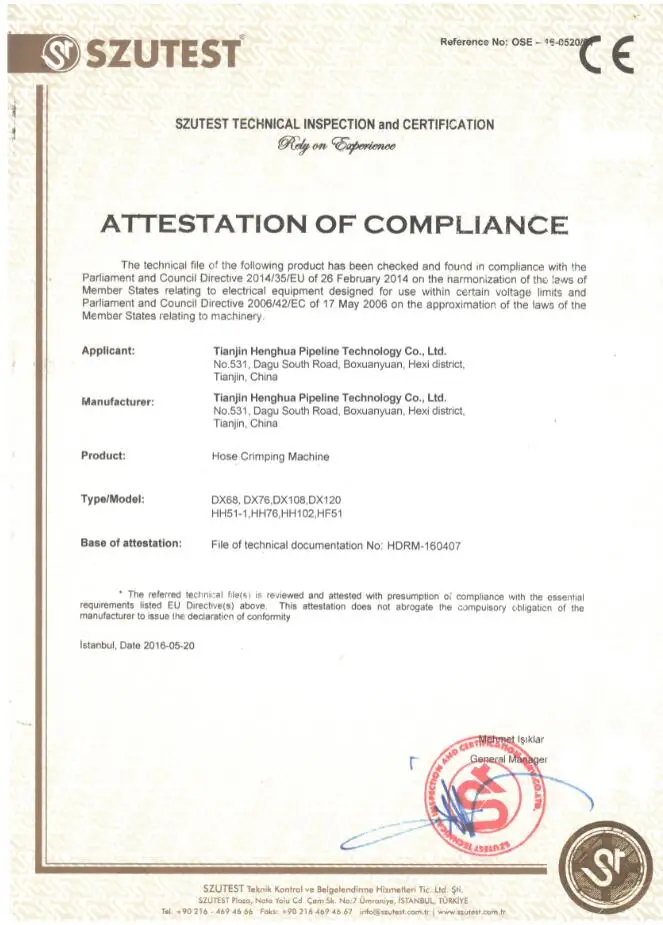 SZUTEST
Reference No: OSE – 16-0520/
CE
SZUTEST TECHNICAL INSPECTION and CERTIFICATION
Rely on Experience
ATTESTATION OF COMPLIANCE
The technical file of the following product has been checked and found in compliance with the
Parliament and Council Directive 2014/35/EU of 26 February 2014 on the harmonization of the laws of
Member States relating to electrical equipment designed for use within certain voltage limits and
Parliament and Council Directive 2006/42/EC of 17 May 2006 on the approximation of the laws of the
Member States relating to machinery.
Applicant: Tianjin Henghua Pipeline Technology Co., Ltd.
No.531, Dagu South Road, Boxuanyuan, Hexi district,
Tianjin, China
Manufacturer: Tianjin Henghua Pipeline Technology Co., Ltd.
No.531, Dagu South Road, Boxuanyuan, Hexi district,
Tianjin, China
Product: Hose Crimping Machine
Type/Model: DX68, DX76,DX108,DX120
HH51-1,HH76,HH102,HF51
Base of attestation: File of technical documentation No: HDRM-160407
* The referred technical file(s) is reviewed and attested with presumption of compliance with the essential
requirements listed EU Directive(s) above. This attestation does not abrogate the compulsory obligation of the
manufacturer to issue the declaration of conformity
İstanbul, Date 2016-05-20
Mehmet Işıklar
General Manager
SZUTEST Teknik Kontrol ve Belgelendirme Hizmetleri Tic. Ltd. Şti.
SZUTEST Plaza, Nato Yolu Cd. Çam Sk. No:7 Ümraniye, İSTANBUL, TÜRKİYE
Tel. +90 216 - 469 46 66 Faks: +90 216 469 46 67 info@szutest.com.tr | www.szutest.com.tr